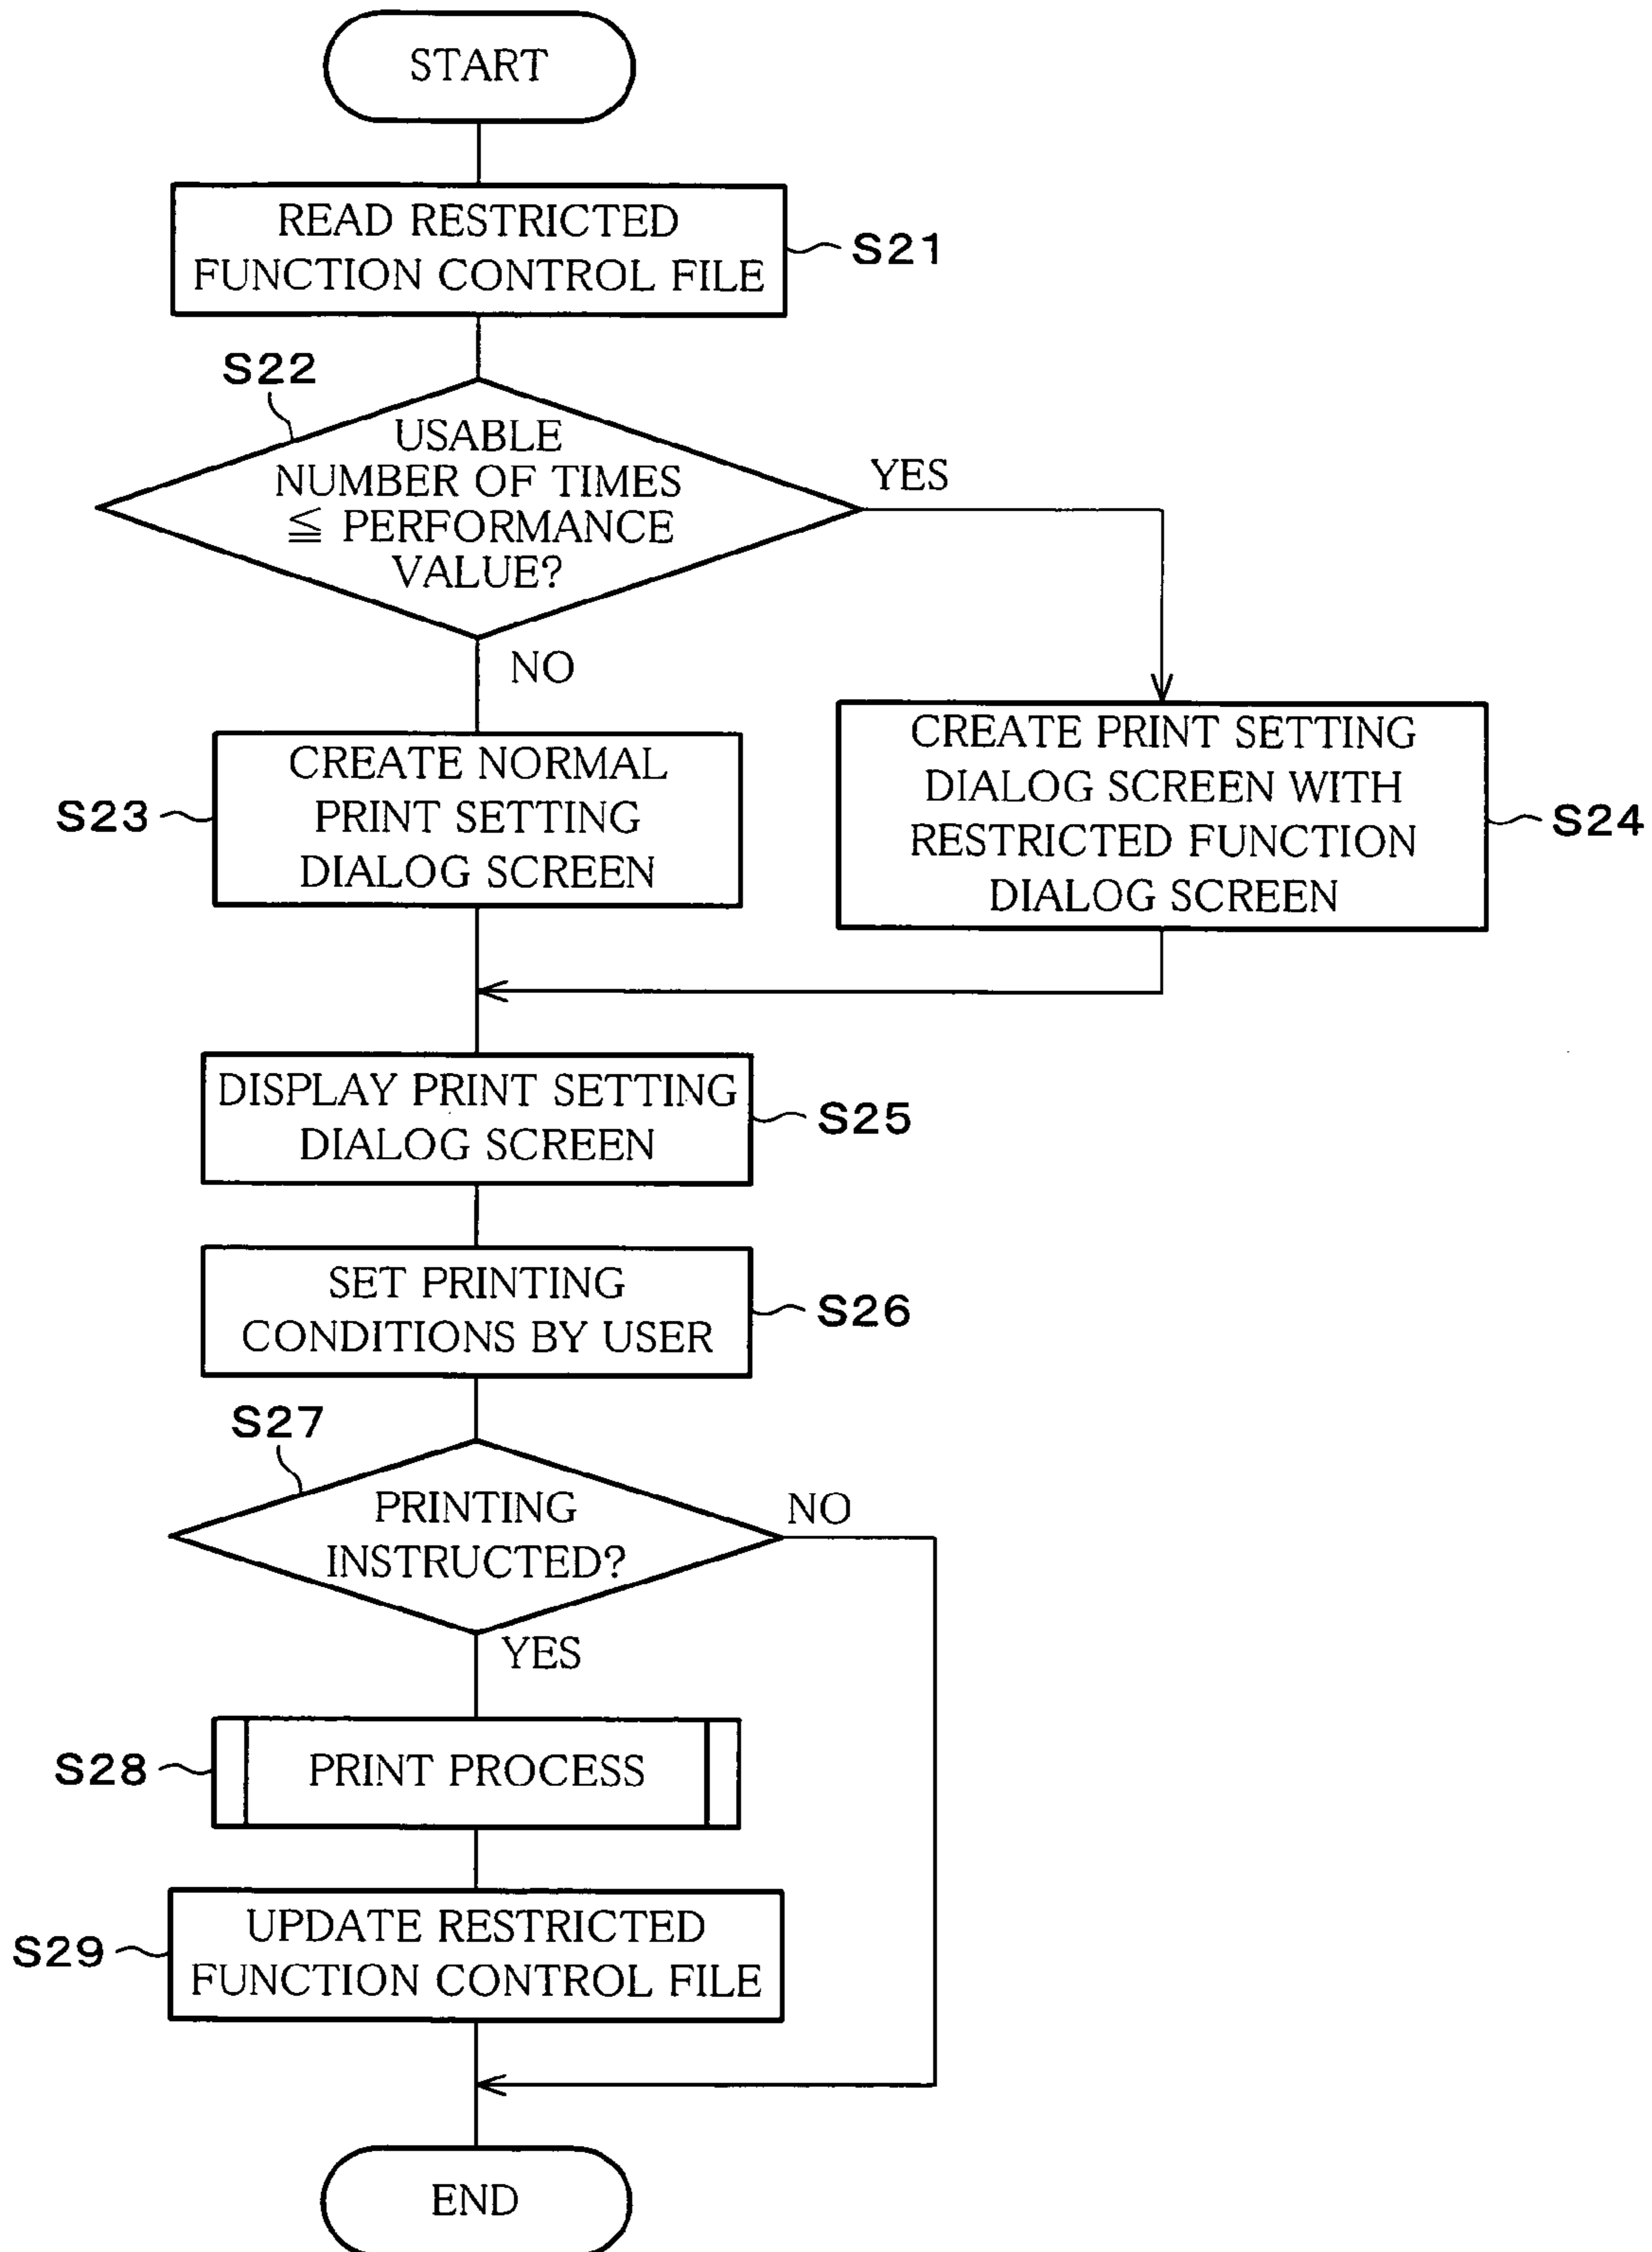 START
READ RESTRICTED
FUNCTION CONTROL FILE
S21
S22
USABLE
NUMBER OF TIMES
≦ PERFORMANCE
VALUE?
YES
NO
CREATE NORMAL
PRINT SETTING
DIALOG SCREEN
S23
CREATE PRINT SETTING
DIALOG SCREEN WITH
RESTRICTED FUNCTION
DIALOG SCREEN
S24
DISPLAY PRINT SETTING
DIALOG SCREEN
S25
SET PRINTING
CONDITIONS BY USER
S26
S27
PRINTING
INSTRUCTED?
NO
YES
S28
PRINT PROCESS
S29
UPDATE RESTRICTED
FUNCTION CONTROL FILE
END